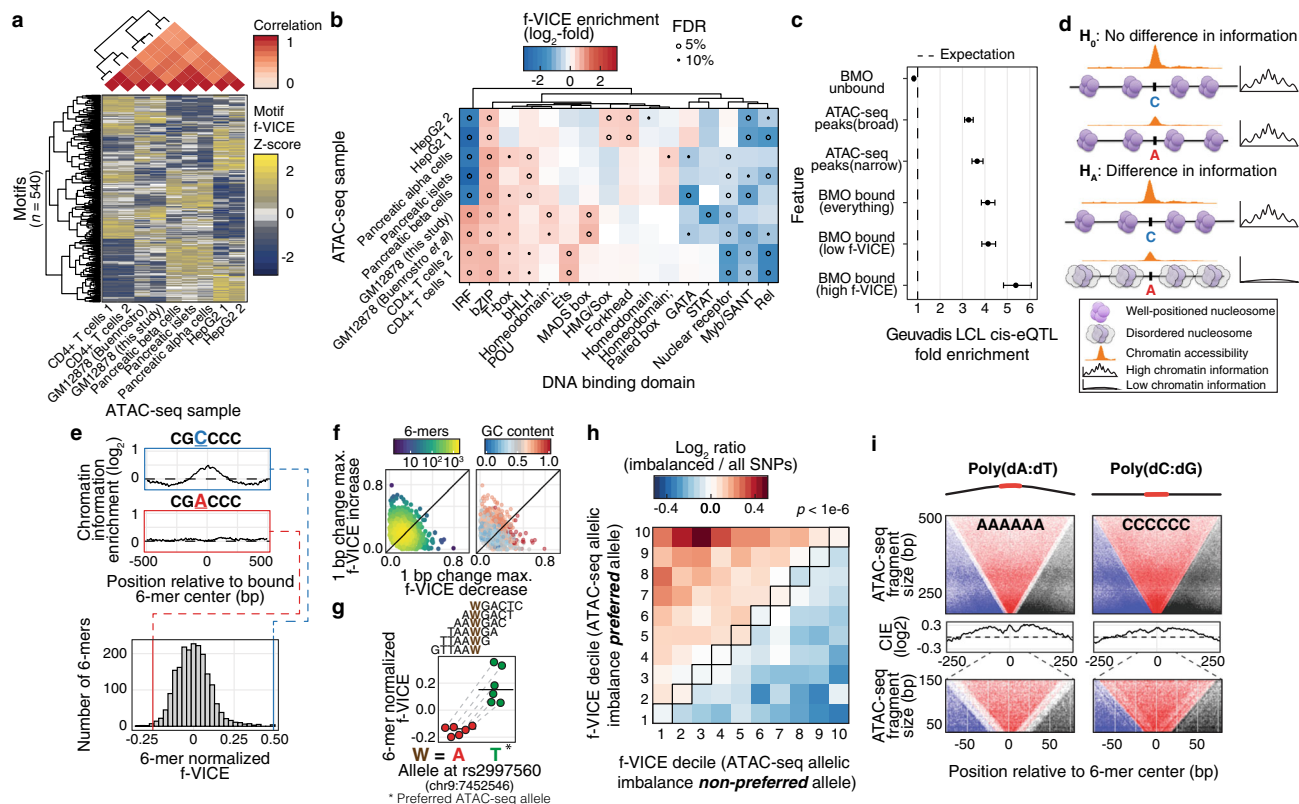 a
Correlation
1
0
Motif
f-VICE
Z-score
2
0
-2
Motifs
(n = 540)
CD4+ T cells 1
CD4+ T cells 2
GM12878 (Buenrostro)
GM12878 (this study)
Pancreatic beta cells
Pancreatic islets
Pancreatic alpha cells
HepG2 1
HepG2 2
ATAC-seq sample
b
f-VICE enrichment
(log2-fold)
-2 0 2
FDR
5%
10%
ATAC-seq sample
HepG2 2
HepG2 1
Pancreatic alpha cells
Pancreatic islets
Pancreatic beta cells
GM12878 (this study)
GM12878 (Buenrostro et al)
CD4+ T cells 2
CD4+ T cells 1
IRF
bZIP
T-box
bHLH
Homeodomain;
POU
Ets
MADS box
HMG/Sox
Forkhead
Homeodomain
Homeodomain;
Paired box
GATA
STAT
Nuclear receptor
Myb/SANT
Rel
DNA binding domain
c
Expectation
Feature
BMO
unbound
ATAC-seq
peaks(broad)
ATAC-seq
peaks(narrow)
BMO bound
(everything)
BMO bound
(low f-VICE)
BMO bound
(high f-VICE)
1 2 3 4 5 6
Geuvadis LCL cis-eQTL
fold enrichment
d
H0: No difference in information
C
A
HA: Difference in information
C
A
Well-positioned nucleosome
Disordered nucleosome
Chromatin accessibility
High chromatin information
Low chromatin information
e
CGCCCC
Chromatin
information
enrichment (log2)
1
0
CGACCC
1
0
-500 0 500
Position relative to bound
6-mer center (bp)
Number of 6-mers
200
100
0
-0.25 0.00 0.25 0.50
6-mer normalized
f-VICE
f
6-mers
10 10² 10³
GC content
0.0 0.5 1.0
1 bp change max.
f-VICE increase
0.8
0.0
0.0 0.8 0.0 0.8
1 bp change max.
f-VICE decrease
g
WGACTC
AWGACT
AAWGAC
TAAWGA
TTAAWG
GTTAAW
6-mer normalized
f-VICE
0.2
0.0
-0.2
W = A T *
Allele at rs2997560
(chr9:7452546)
* Preferred ATAC-seq allele
h
Log2 ratio
(imbalanced / all SNPs)
-0.4 0.0 0.4
p < 1e-6
f-VICE decile (ATAC-seq allelic
imbalance preferred allele)
10
9
8
7
6
5
4
3
2
1
1 2 3 4 5 6 7 8 9 10
f-VICE decile (ATAC-seq allelic
imbalance non-preferred allele)
i
Poly(dA:dT) Poly(dC:dG)
ATAC-seq
fragment
size (bp)
500
250
AAAAAA CCCCCC
CIE
(log2)
0.3
-0.3
-250 0 250 -250 0 250
ATAC-seq
fragment
size (bp)
150
50
-50 0 50 -50 0 50
Position relative to 6-mer center (bp)